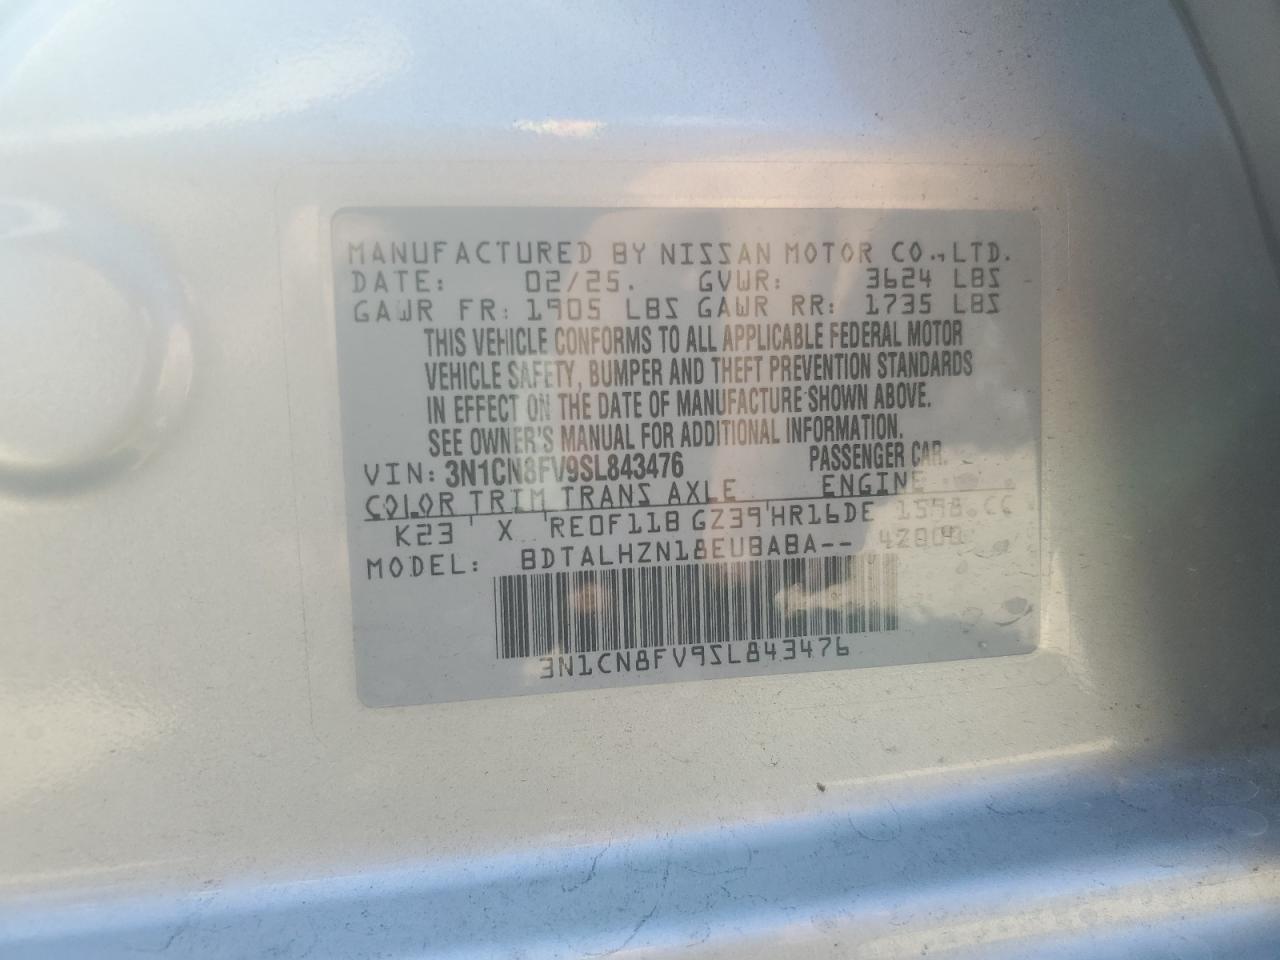 MANUFACTURED BY NISSAN MOTOR CO.,LTD.
DATE: 02/25. GVWR: 3624 LBS
GAWR FR: 1905 LBS GAWR RR: 1735 LBS
THIS VEHICLE CONFORMS TO ALL APPLICABLE FEDERAL MOTOR
VEHICLE SAFETY, BUMPER AND THEFT PREVENTION STANDARDS
IN EFFECT ON THE DATE OF MANUFACTURE SHOWN ABOVE.
SEE OWNER'S MANUAL FOR ADDITIONAL INFORMATION.
VIN: 3N1CN8FV9SL843476 PASSENGER CAR.
COLOR TRIM TRANS AXLE ENGINE
K23 X RE0F11B GZ39 HR16DE 1598 CC
MODEL: BDTALHZN18EUBABA--
3N1CN8FV9SL843476